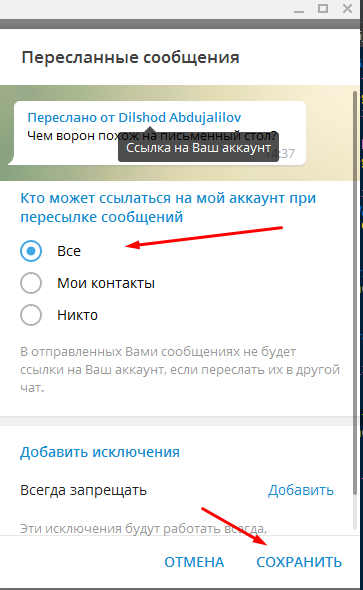 Пересланные сообщения
Переслано от Dilshod Abdujalilov
Чем ворон похож на письменный стол?
Ссылка на Ваш аккаунт
14:37
Кто может ссылаться на мой аккаунт при
пересылке сообщений
Все
Мои контакты
Никто
В отправленных Вами сообщениях не будет
ссылки на Ваш аккаунт, если переслать их в другой
чат.
Добавить исключения
Всегда запрещать Добавить
Эти исключения будут работать всегда,
ОТМЕНА СОХРАНИТЬ